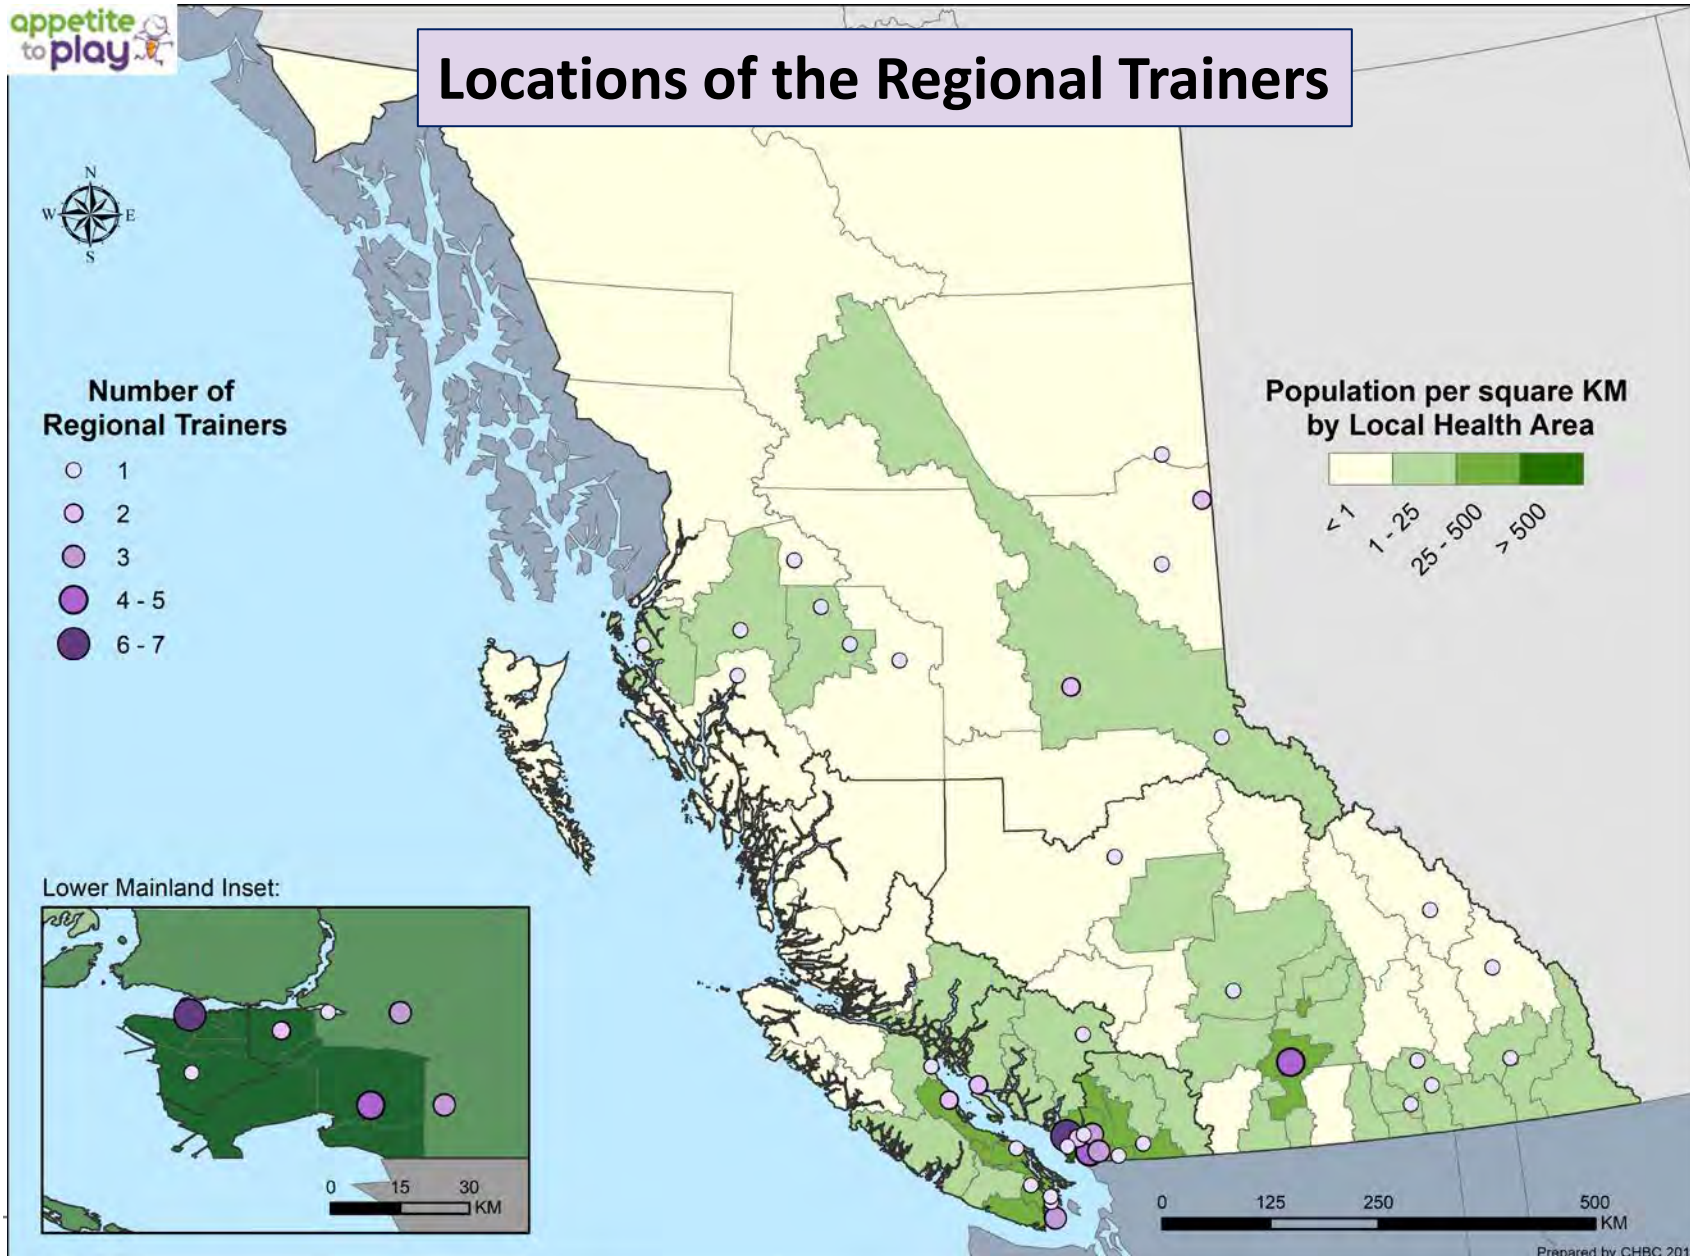 appetite
to play
Locations of the Regional Trainers
N
W E
S
Number of
Regional Trainers
1
2
3
4 - 5
6 - 7
Population per square KM
by Local Health Area
< 1
1 - 25
25 - 500
> 500
Lower Mainland Inset:
0 15 30
KM
0 125 250 500
KM
Prepared by CHBC 201